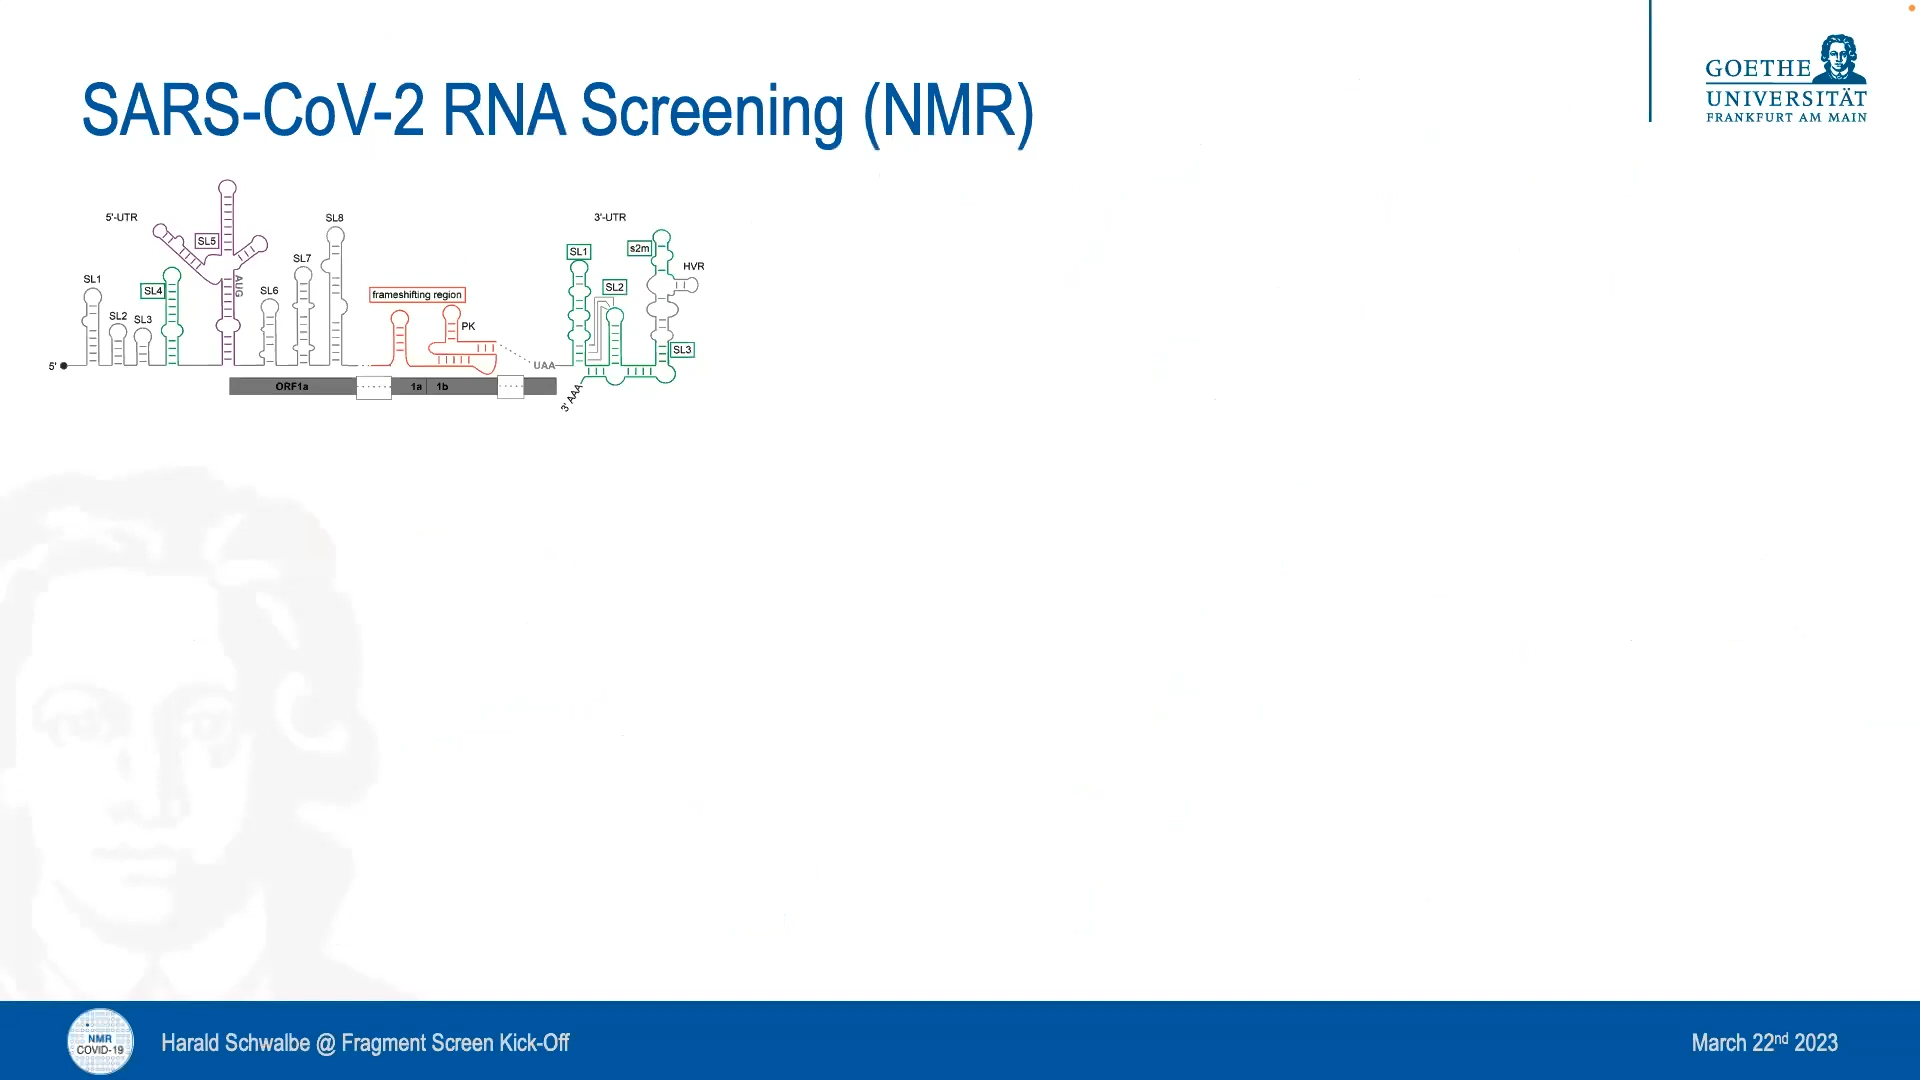 SARS-CoV-2 RNA Screening (NMR)
GOETHE
UNIVERSITÄT
FRANKFURT AM MAIN
5'-UTR
SL8
3'-UTR
SL5
SL1
s2m
SL7
HVR
SL1
SL4
AUG
SL6
frameshifting region
SL2
SL2
SL3
PK
SL3
5'
UAA
ORF1a
1a
1b
3' AAA
NMR
COVID-19
Harald Schwalbe @ Fragment Screen Kick-Off
March 22nd 2023